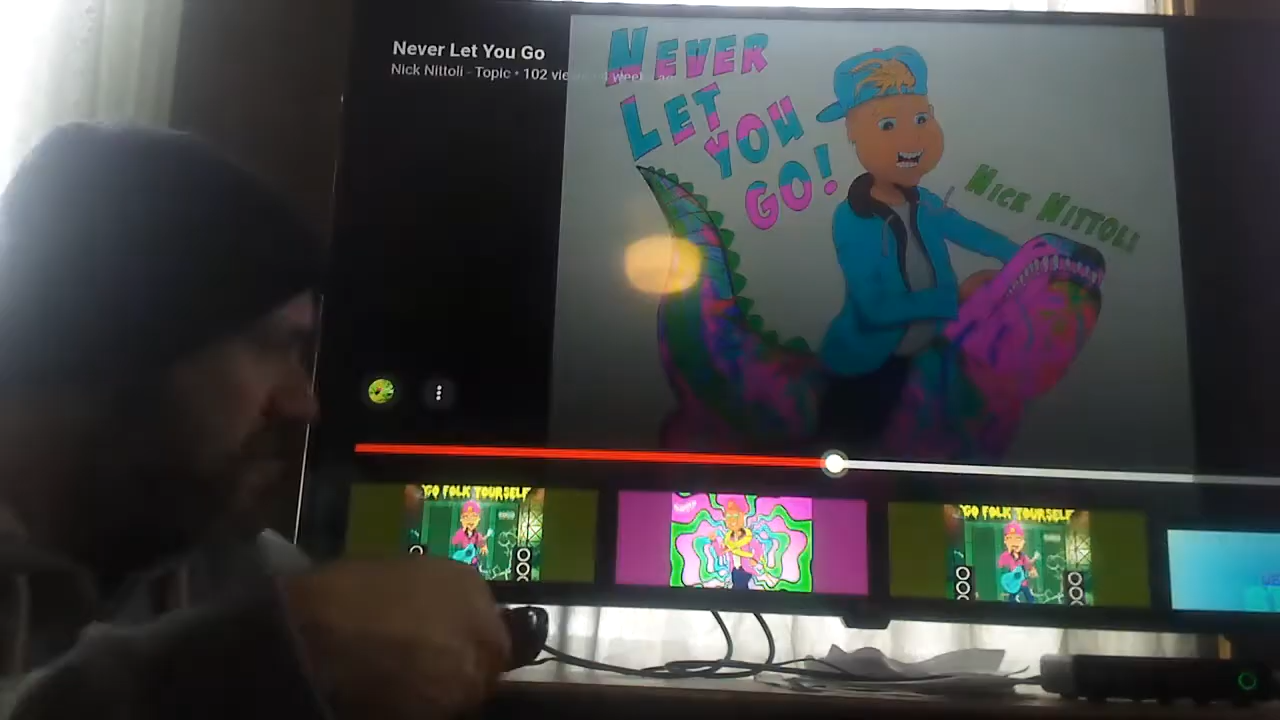 Never Let You Go
Nick Nittoli - Topic • 102 views
NEVER
LET
YOU
GO!
NICK NITTOLI
GO FOLK YOURSELF
GO FOLK YOURSELF